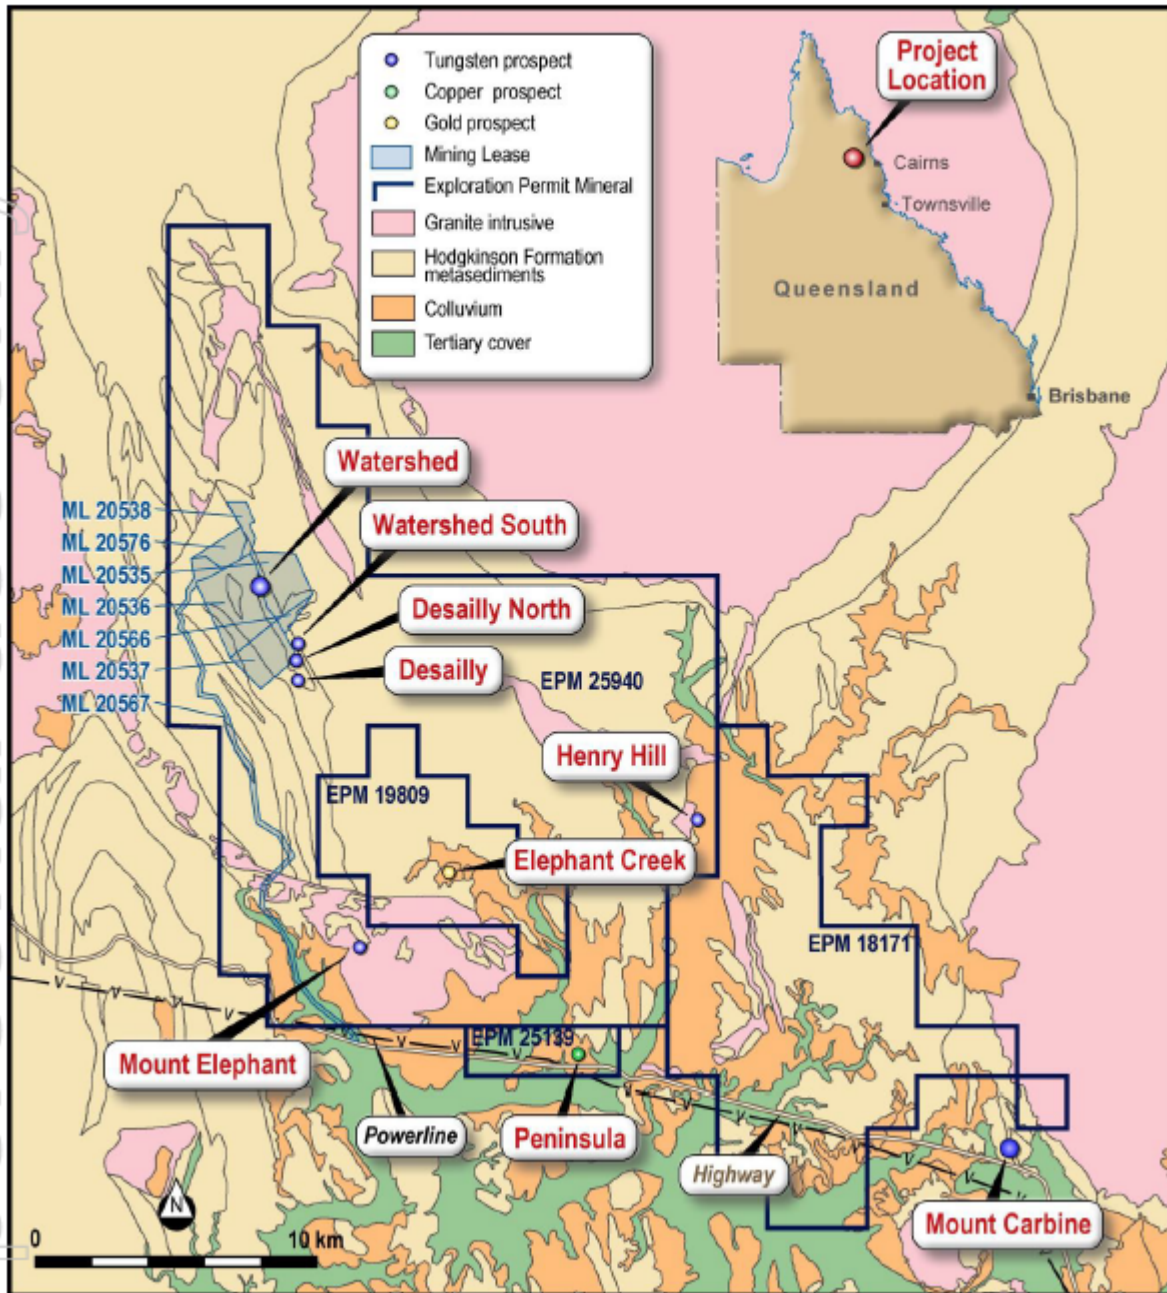 Tungsten prospect
Copper prospect
Gold prospect
Mining Lease
Exploration Permit Mineral
Granite intrusive
Hodgkinson Formation
metasediments
Colluvium
Tertiary cover
Project
Location
Cairns
Townsville
Queensland
Brisbane
Watershed
Watershed South
Desailly North
Desailly
ML 20538
ML 20576
ML 20535
ML 20536
ML 20566
ML 20537
ML 20567
EPM 25940
Henry Hill
EPM 19809
Elephant Creek
EPM 18171
EPM 25139
Mount Elephant
Powerline
Peninsula
Highway
Mount Carbine
N
0
10 km